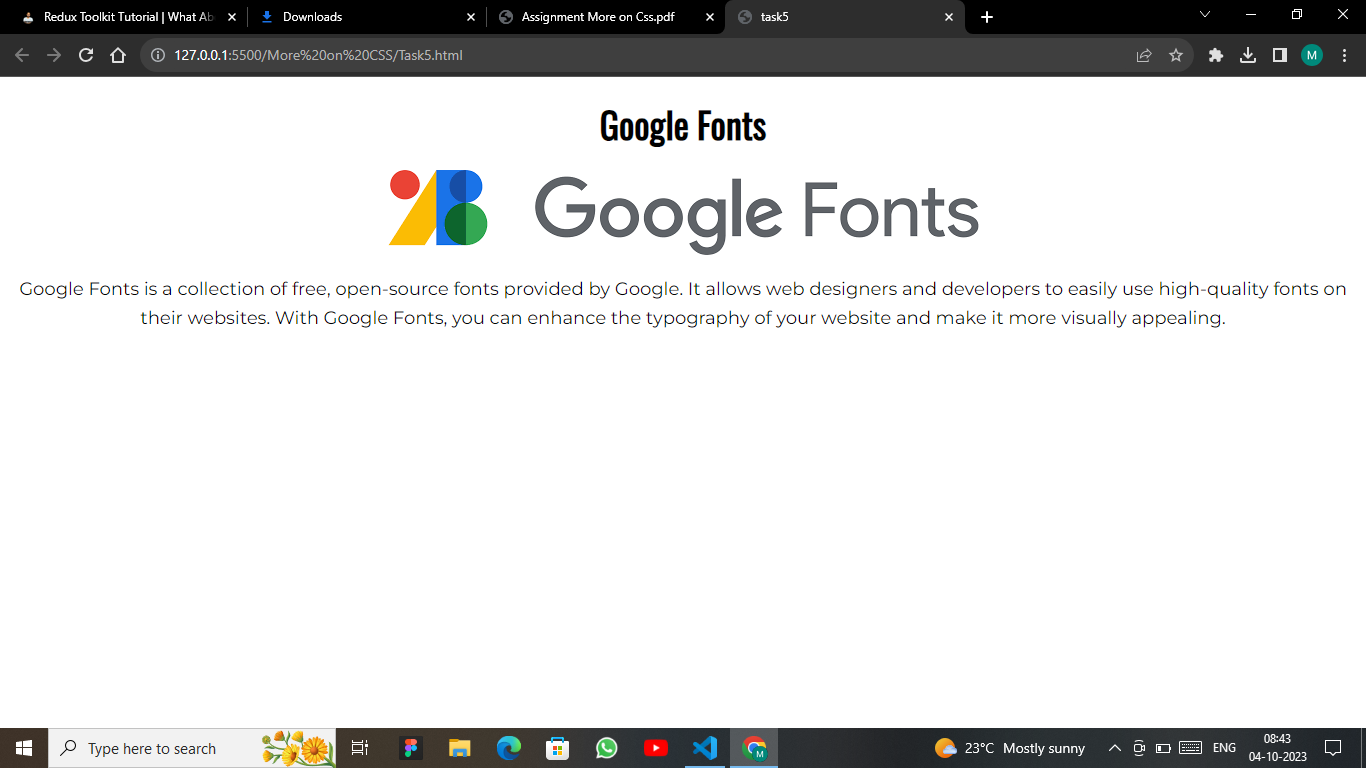 Redux Toolkit Tutorial | What Ab
Downloads
Assignment More on Css.pdf
task5
127.0.0.1:5500/More%20on%20CSS/Task5.html
M
Google Fonts
Google Fonts
Google Fonts is a collection of free, open-source fonts provided by Google. It allows web designers and developers to easily use high-quality fonts on
their websites. With Google Fonts, you can enhance the typography of your website and make it more visually appealing.
Type here to search
M
23°C Mostly sunny
ENG
08:43
04-10-2023